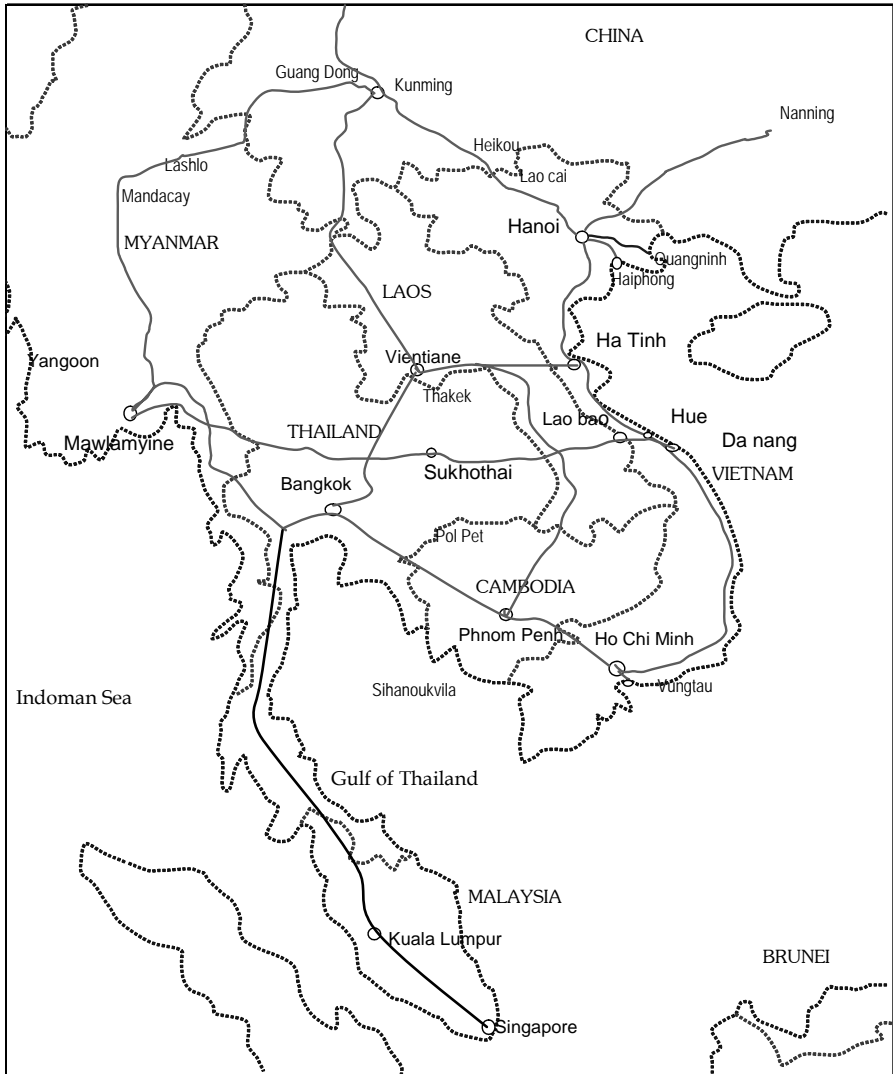 CHINA
Guang Dong
Kunming
Nanning
Heikou
Lashlo
Lao cai
Mandacay
Hanoi
MYANMAR
Quangninh
Haiphong
LAOS
Ha Tinh
Yangoon
Vientiane
Thakek
Lao bao
Hue
THAILAND
Da nang
Mawlamyine
Sukhothai
VIETNAM
Bangkok
Pol Pet
CAMBODIA
Phnom Penh
Ho Chi Minh
Sihanoukvila
Vungtau
Indoman Sea
Gulf of Thailand
MALAYSIA
Kuala Lumpur
BRUNEI
Singapore